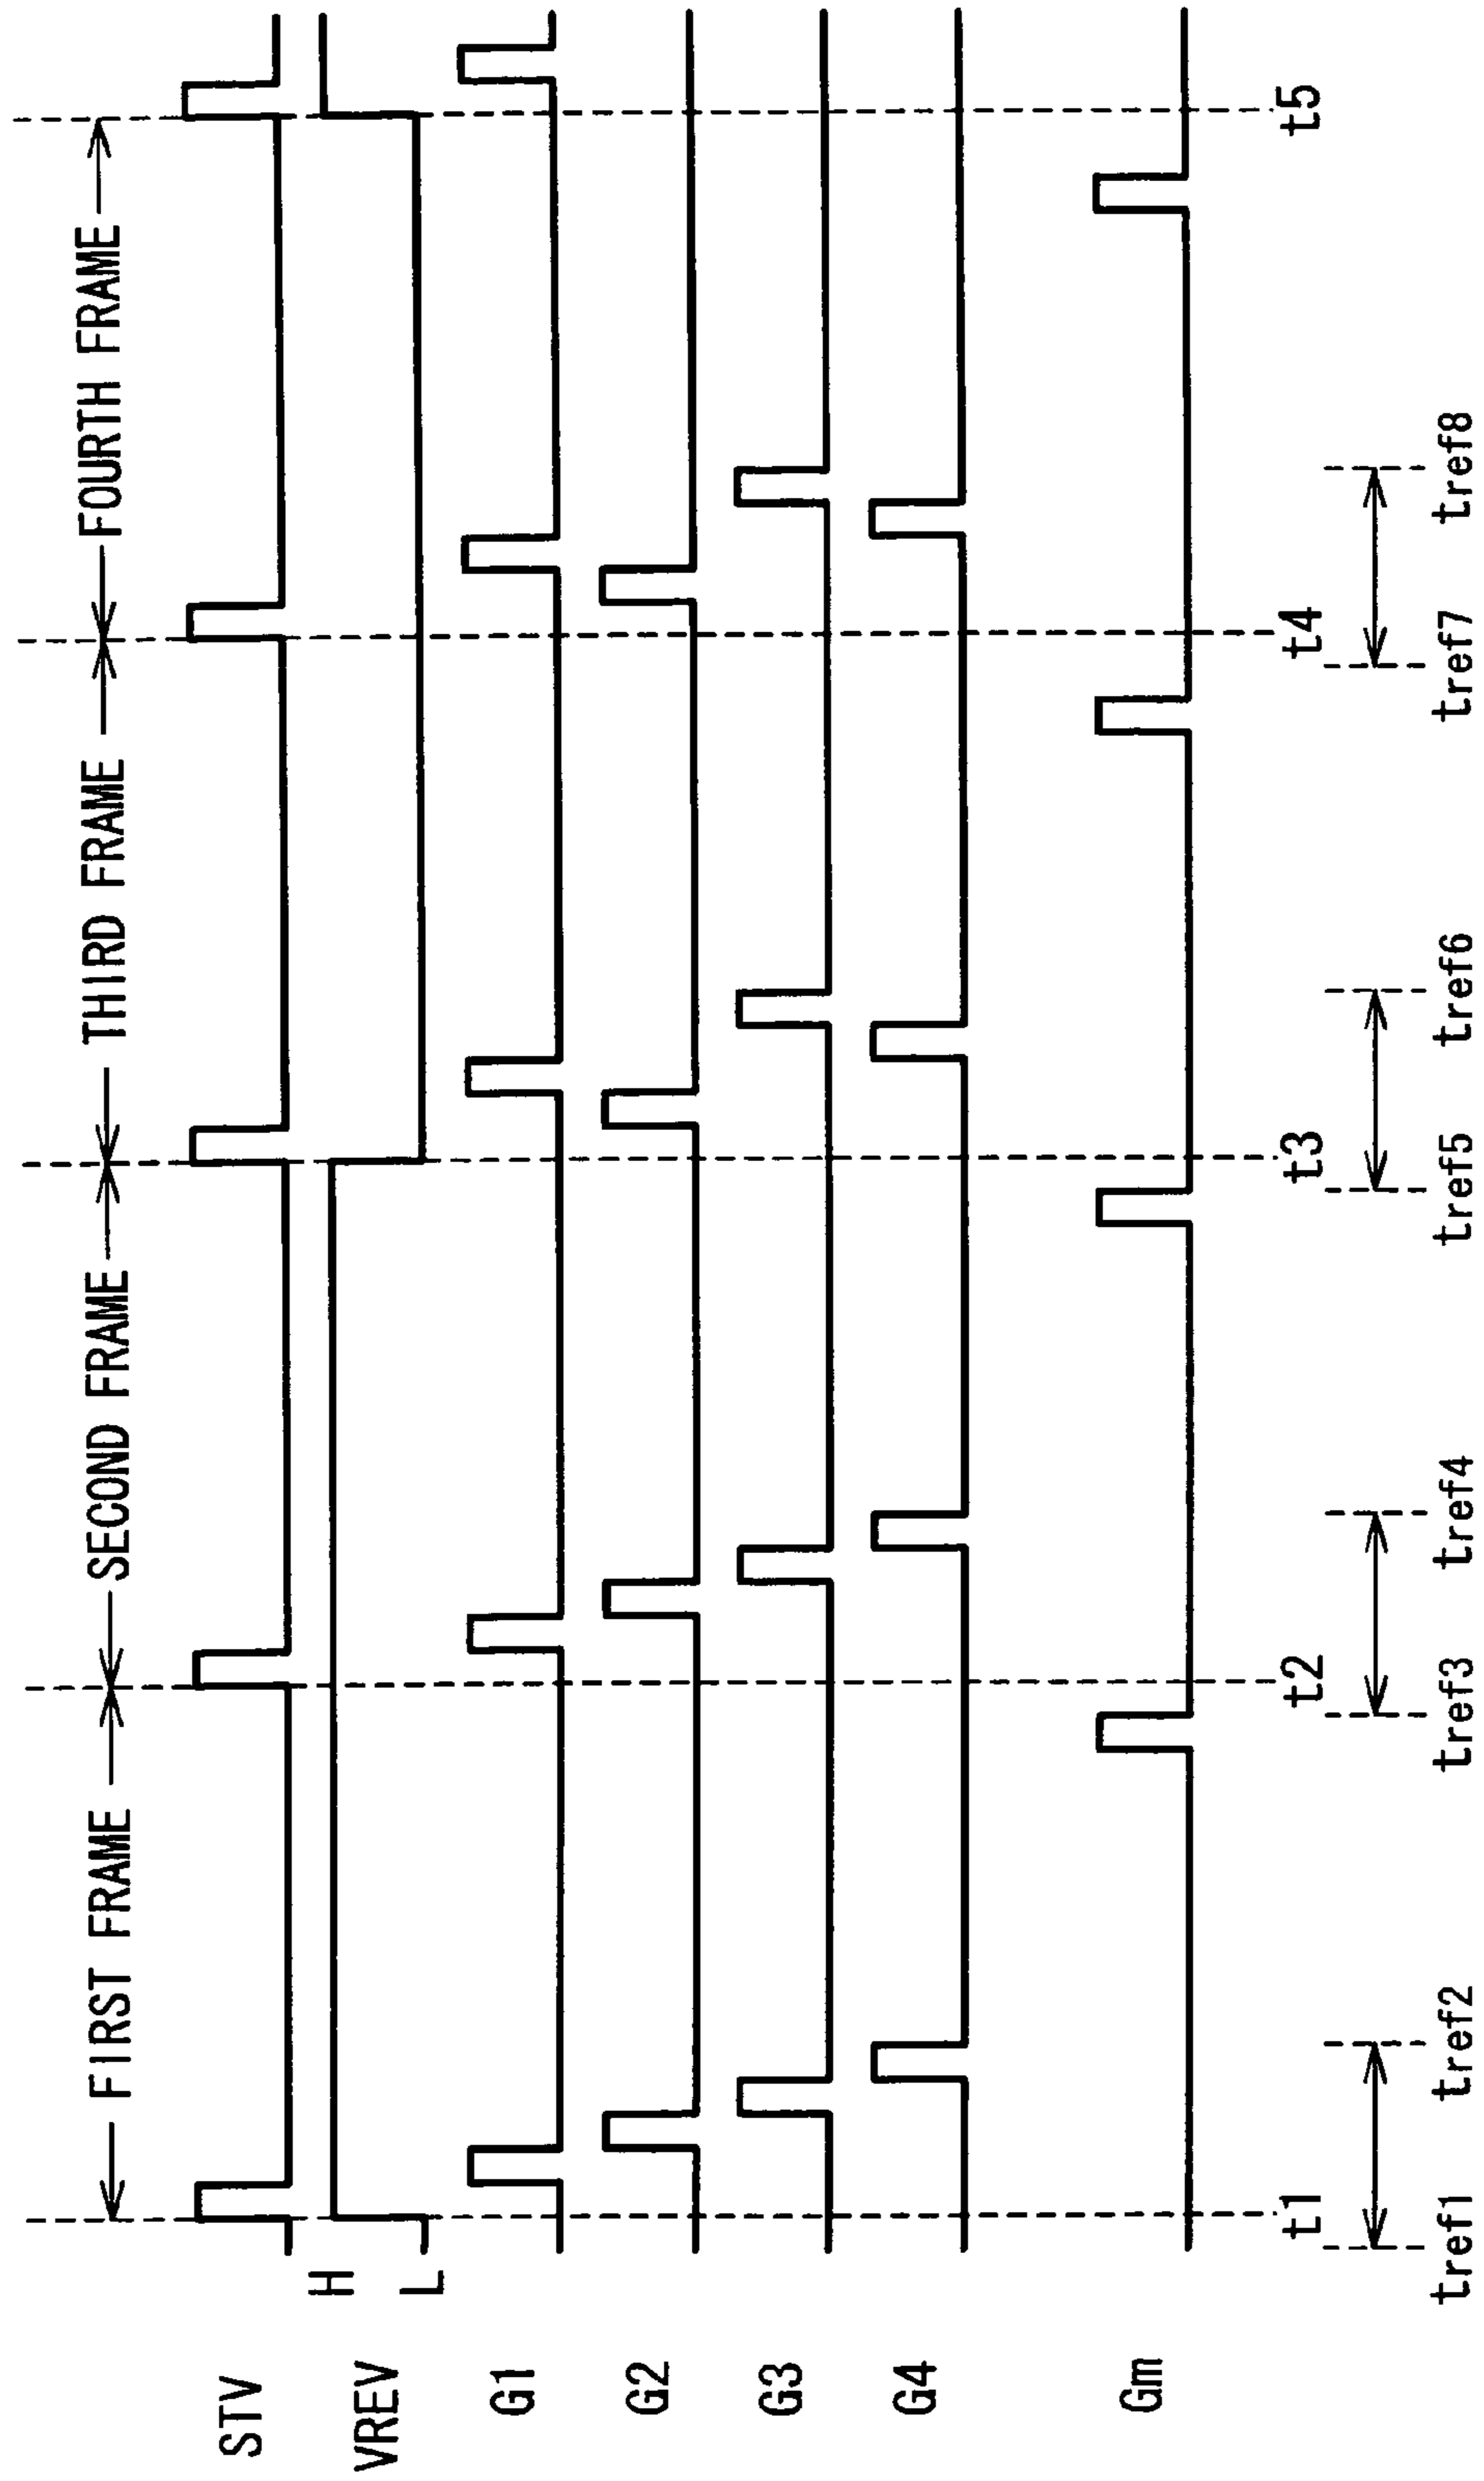 FIRST FRAME SECOND FRAME THIRD FRAME FOURTH FRAME
STV
H
VREV
L
G1
G2
G3
G4
Gm
t1 t2 t3 t4 t5
tref1 tref2 tref3 tref4 tref5 tref6 tref7 tref8